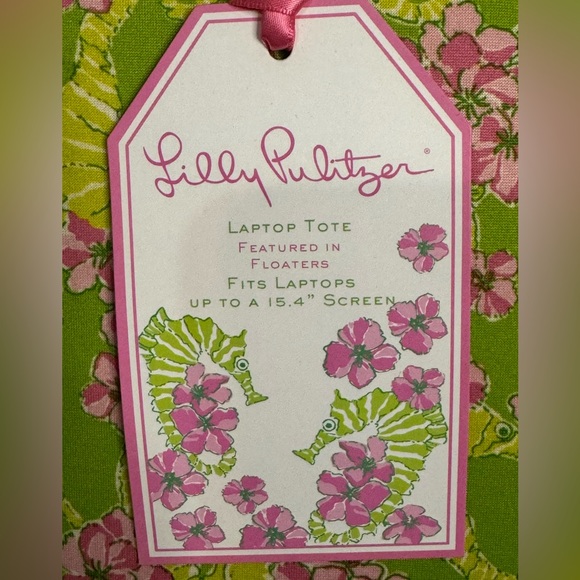 Lilly Pulitzer®
LAPTOP TOTE
FEATURED IN
FLOATERS
FITS LAPTOPS
UP TO A 15.4” SCREEN